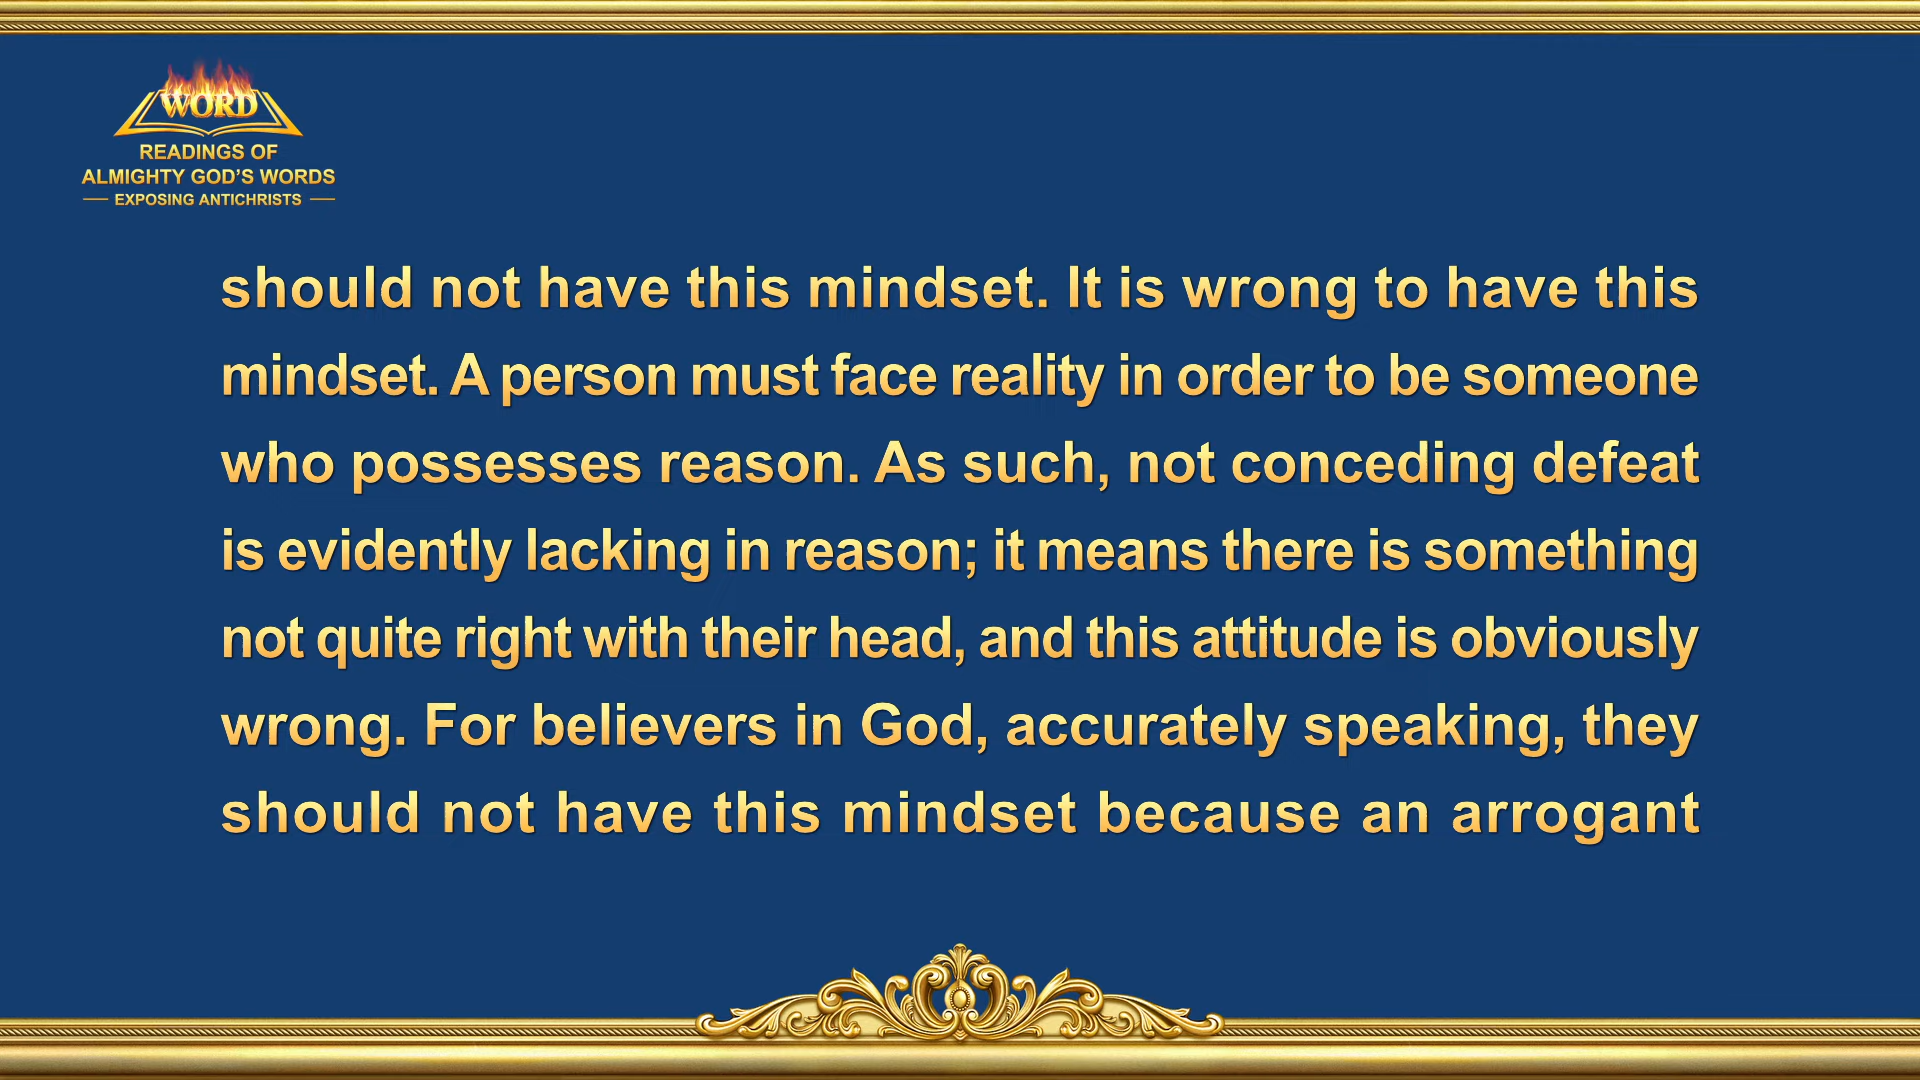 WORD
READINGS OF
ALMIGHTY GOD'S WORDS
EXPOSING ANTICHRISTS
should not have this mindset. It is wrong to have this
mindset. A person must face reality in order to be someone
who possesses reason. As such, not conceding defeat
is evidently lacking in reason; it means there is something
not quite right with their head, and this attitude is obviously
wrong. For believers in God, accurately speaking, they
should not have this mindset because an arrogant